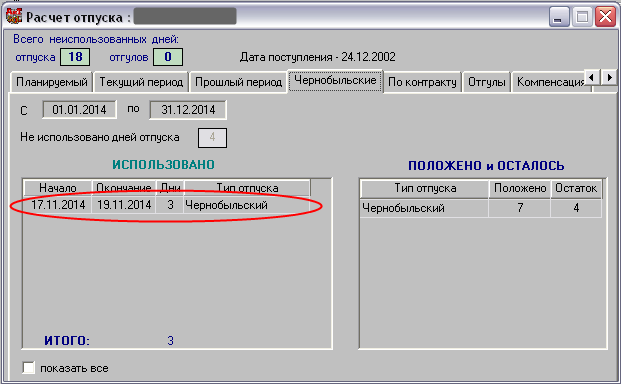 Расчет отпуска :
Всего неиспользованных дней:
отпуска 18 отгулов 0 Дата поступления - 24.12.2002
Планируемый Текущий период Прошлый период Чернобыльские По контракту Отгулы Компенсация
С 01.01.2014 по 31.12.2014
Не использовано дней отпуска 4
ИСПОЛЬЗОВАНО
Начало Окончание Дни Тип отпуска
17.11.2014 19.11.2014 3 Чернобыльский
ИТОГО: 3
ПОЛОЖЕНО и ОСТАЛОСЬ
Тип отпуска Положено Остаток
Чернобыльский 7 4
показать все